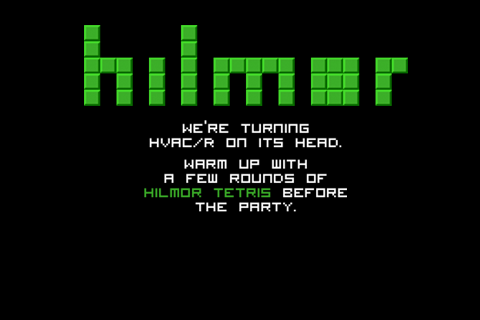 hilmor
WE'RE TURNING
HVAC/R ON ITS HEAD.
WARM UP WITH
A FEW ROUNDS OF
HILMOR TETRIS BEFORE
THE PARTY.